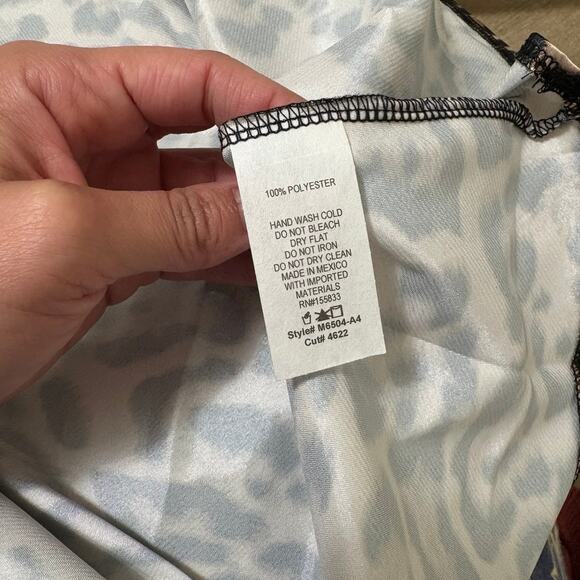 100% POLYESTER
HAND WASH COLD
DO NOT BLEACH
DRY FLAT
DO NOT IRON
DO NOT DRY CLEAN
MADE IN MEXICO
WITH IMPORTED
MATERIALS
RN#155833
Style# M6504-A4
Cut# 4622